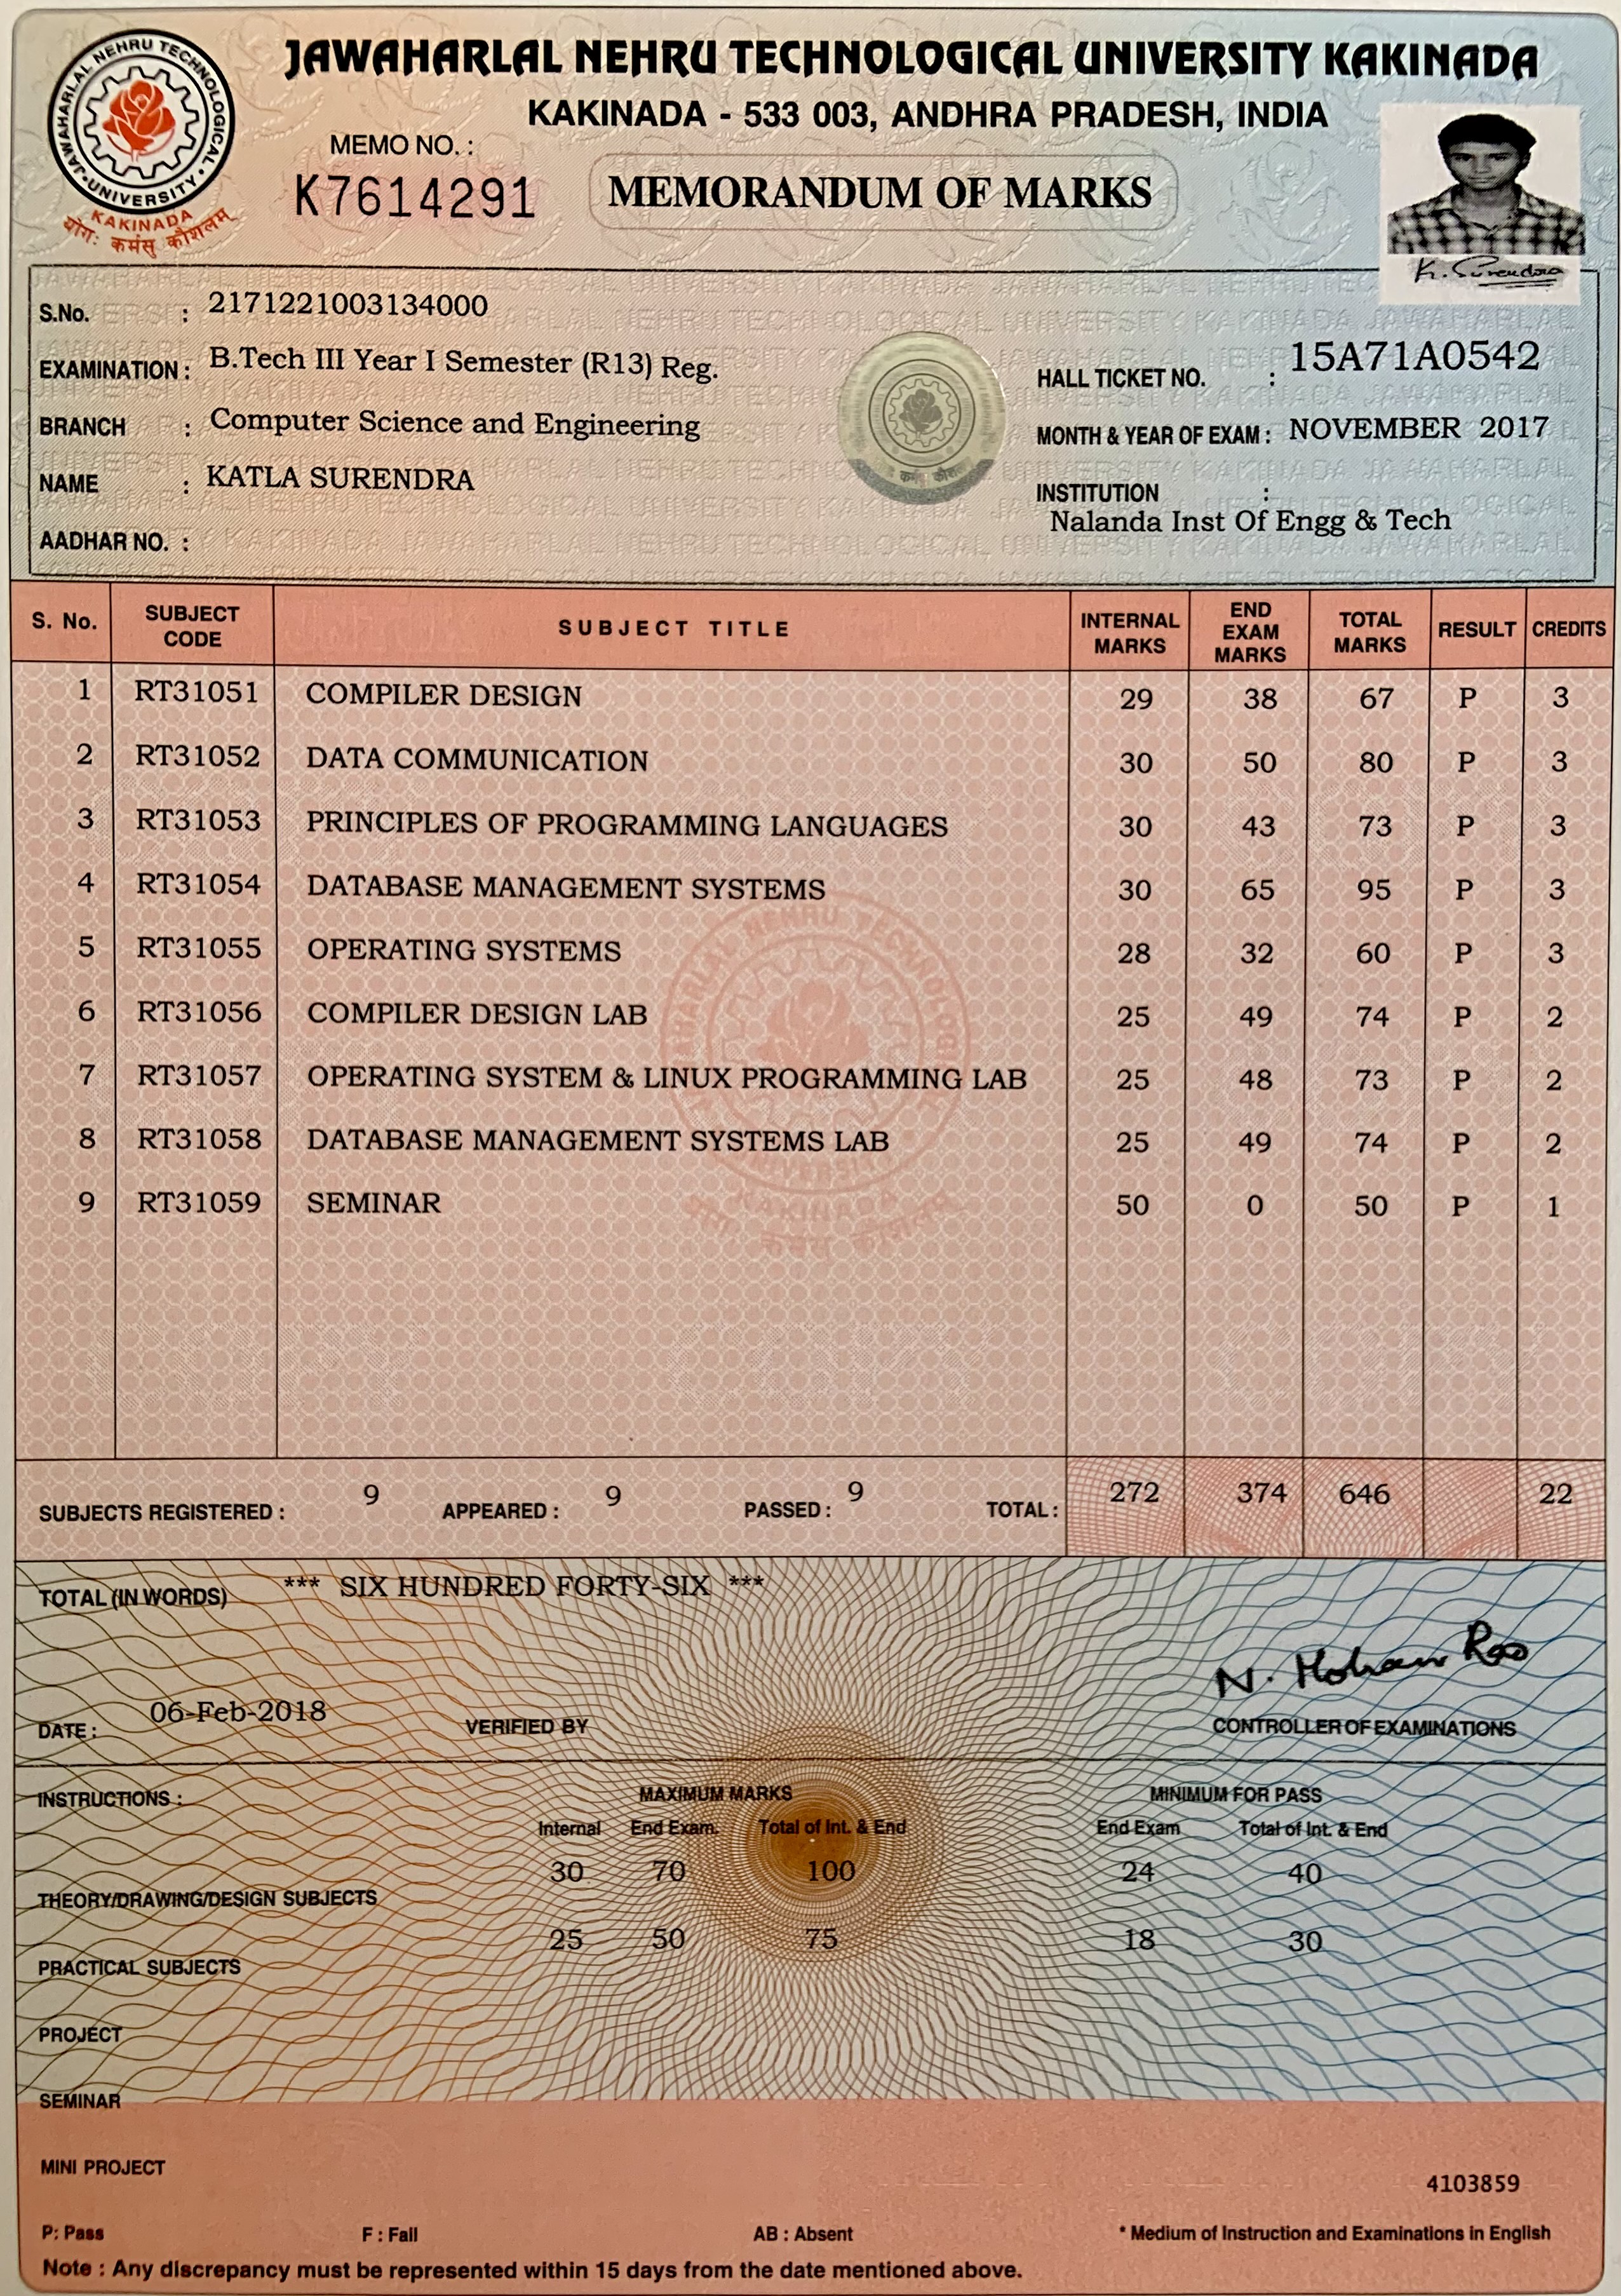 JAWAHARLAL NEHRU TECHNOLOGICAL UNIVERSITY KAKINADA
KAKINADA - 533 003, ANDHRA PRADESH, INDIA
JAWAHARLAL NEHRU TECHNOLOGICAL
UNIVERSITY
KAKINADA
योग: कर्मसु कौशलम्
MEMO NO. :
K7614291
MEMORANDUM OF MARKS
K. Surendra
S.No. : 2171221003134000
EXAMINATION : B.Tech III Year I Semester (R13) Reg.
HALL TICKET NO. : 15A71A0542
BRANCH : Computer Science and Engineering
MONTH & YEAR OF EXAM : NOVEMBER 2017
NAME : KATLA SURENDRA
INSTITUTION :
Nalanda Inst Of Engg & Tech
AADHAR NO. :
S. No. SUBJECT CODE SUBJECT TITLE INTERNAL MARKS END EXAM MARKS TOTAL MARKS RESULT CREDITS
1 RT31051 COMPILER DESIGN 29 38 67 P 3
2 RT31052 DATA COMMUNICATION 30 50 80 P 3
3 RT31053 PRINCIPLES OF PROGRAMMING LANGUAGES 30 43 73 P 3
4 RT31054 DATABASE MANAGEMENT SYSTEMS 30 65 95 P 3
5 RT31055 OPERATING SYSTEMS 28 32 60 P 3
6 RT31056 COMPILER DESIGN LAB 25 49 74 P 2
7 RT31057 OPERATING SYSTEM & LINUX PROGRAMMING LAB 25 48 73 P 2
8 RT31058 DATABASE MANAGEMENT SYSTEMS LAB 25 49 74 P 2
9 RT31059 SEMINAR 50 0 50 P 1
SUBJECTS REGISTERED : 9 APPEARED : 9 PASSED : 9 TOTAL : 272 374 646 22
TOTAL (IN WORDS) *** SIX HUNDRED FORTY-SIX ***
N. Mohan Rao
DATE : 06-Feb-2018 VERIFIED BY CONTROLLER OF EXAMINATIONS
INSTRUCTIONS : MAXIMUM MARKS MINIMUM FOR PASS
Internal End Exam. Total of Int. & End End Exam Total of Int. & End
30 70 100 24 40
THEORY/DRAWING/DESIGN SUBJECTS
25 50 75 18 30
PRACTICAL SUBJECTS
PROJECT
SEMINAR
MINI PROJECT
4103859
P: Pass F : Fall AB : Absent * Medium of Instruction and Examinations in English
Note : Any discrepancy must be represented within 15 days from the date mentioned above.